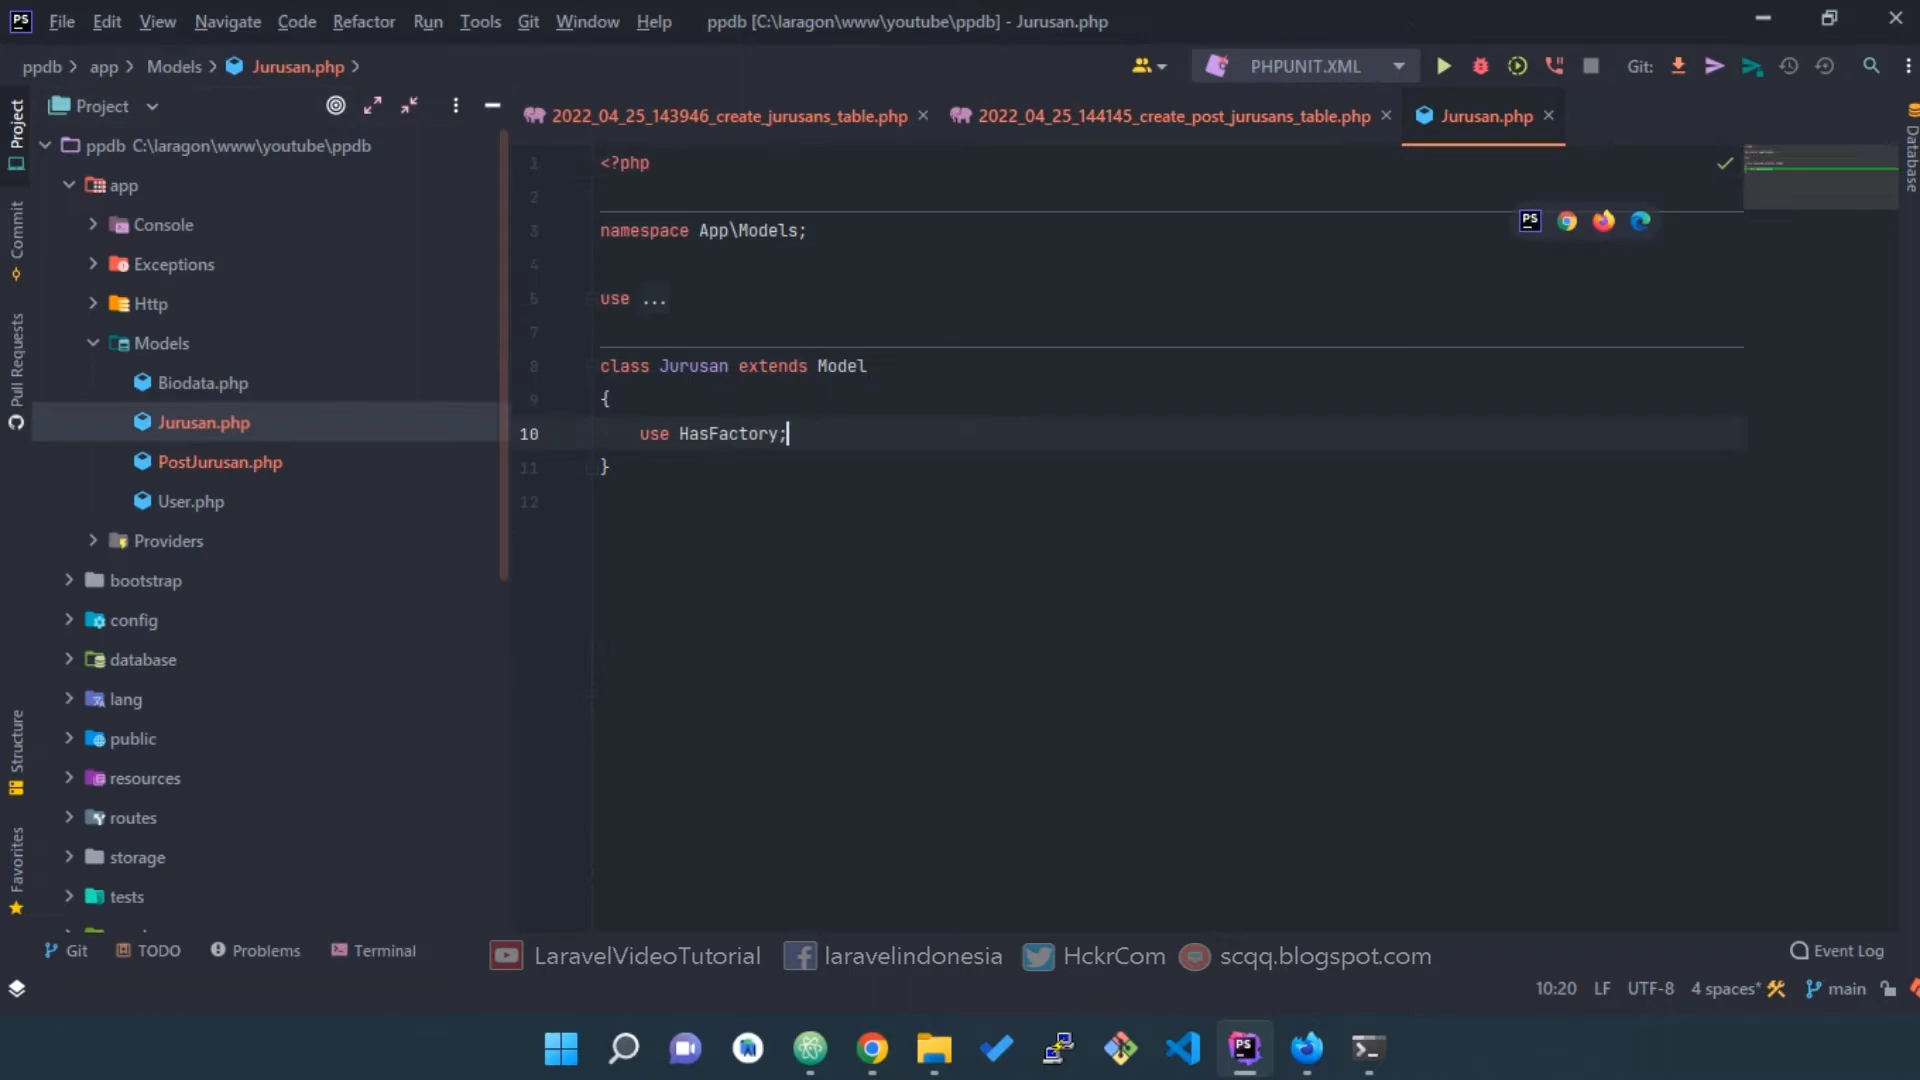 PS File Edit View Navigate Code Refactor Run Tools Git Window Help ppdb [C:\laragon\www\youtube\ppdb] - Jurusan.php
ppdb app Models Jurusan.php PHPUNIT.XML Git:
Project
2022_04_25_143946_create_jurusans_table.php 2022_04_25_144145_create_post_jurusans_table.php Jurusan.php
ppdb C:\laragon\www\youtube\ppdb
app
Console
Exceptions
Http
Models
Biodata.php
Jurusan.php
PostJurusan.php
User.php
Providers
bootstrap
config
database
lang
public
resources
routes
storage
tests
Project
Commit
Pull Requests
Structure
Favorites
1 <?php
2
3 namespace App\Models;
4
5 use ...
7
8 class Jurusan extends Model
9 {
10 use HasFactory;
11 }
12
PS
Database
Git TODO Problems Terminal
LaravelVideoTutorial laravelindonesia HckrCom scqq.blogspot.com
Event Log
10:20 LF UTF-8 4 spaces* main
PS